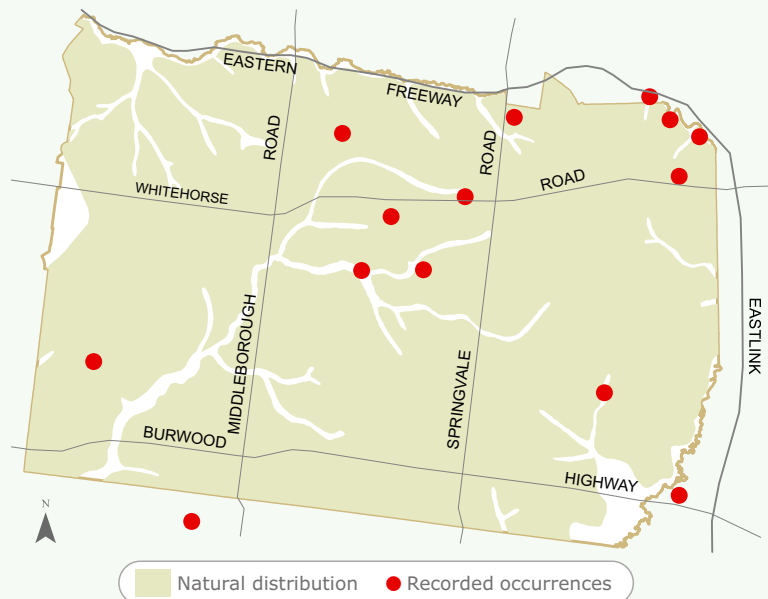 EASTERN
FREEWAY
ROAD
ROAD
WHITEHORSE
ROAD
MIDDLEBOROUGH
EASTLINK
SPRINGVALE
BURWOOD
HIGHWAY
N
Natural distribution
Recorded occurrences